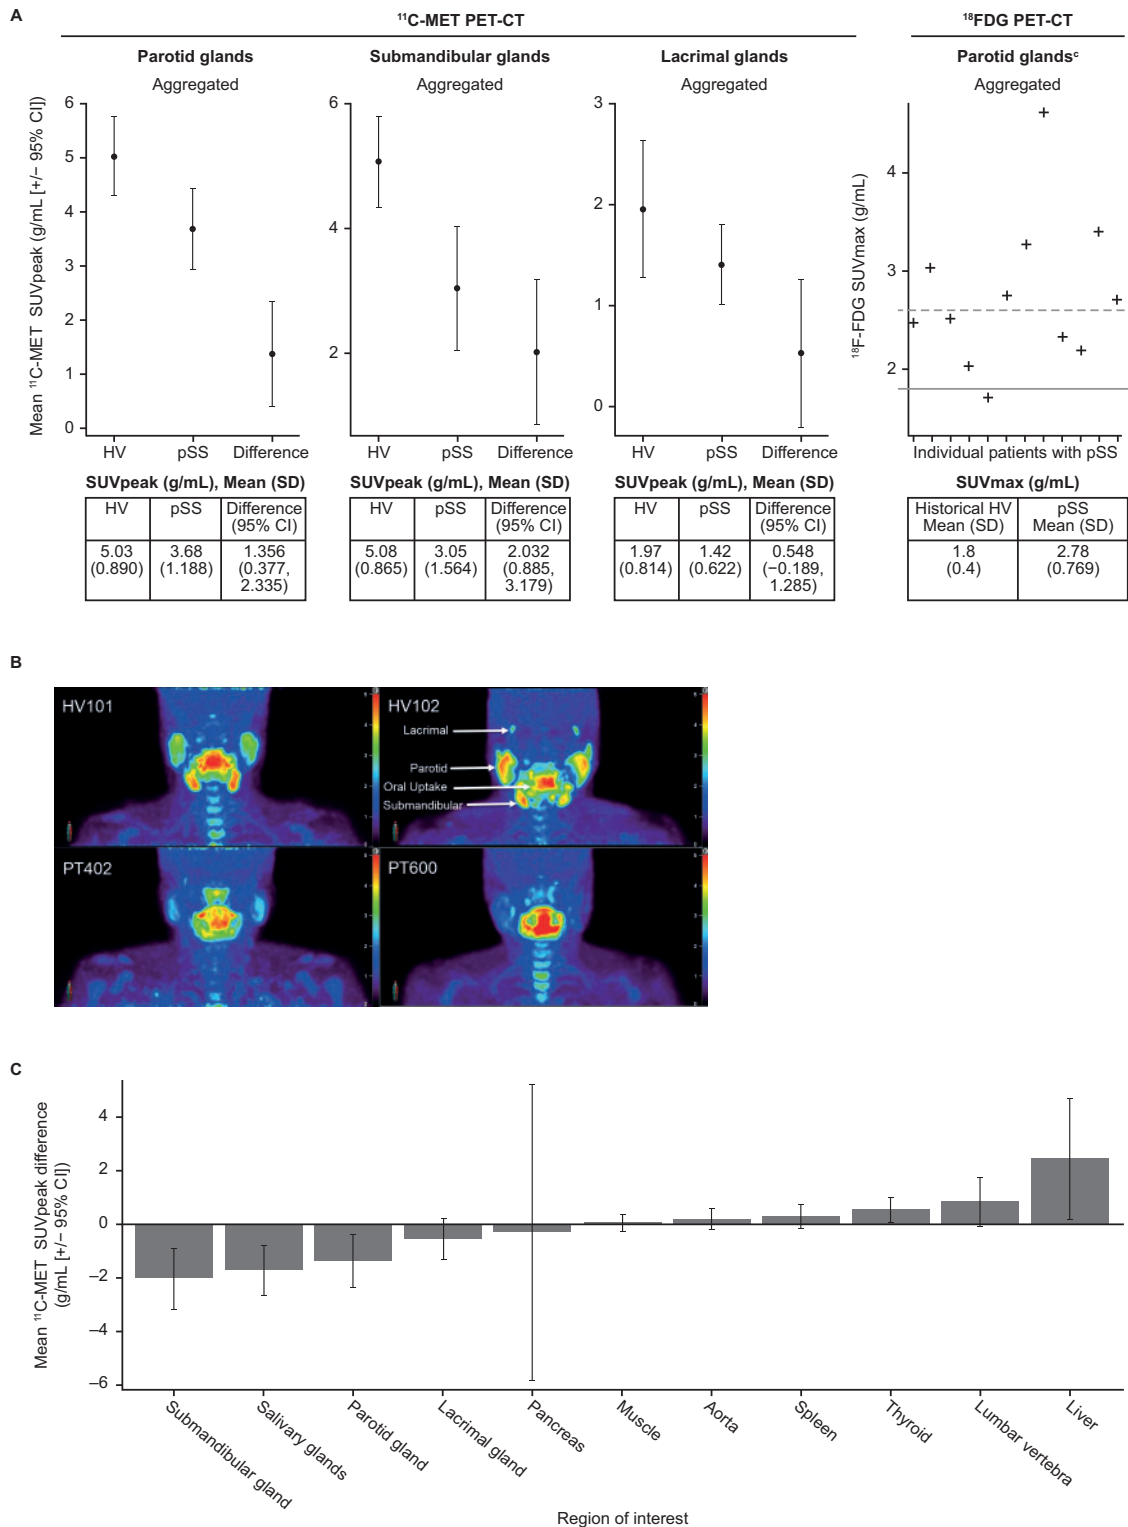 A
¹¹C-MET PET-CT
¹⁸FDG PET-CT
Parotid glands
Submandibular glands
Lacrimal glands
Parotid glandsᶜ
Aggregated
Aggregated
Aggregated
Aggregated
Mean ¹¹C-MET SUVpeak (g/mL [+/− 95% CI])
6
5
4
3
2
1
0
HV pSS Difference
6
4
2
HV pSS Difference
3
2
1
0
HV pSS Difference
¹⁸F-FDG SUVmax (g/mL)
4
3
2
Individual patients with pSS
SUVpeak (g/mL), Mean (SD)
HV pSS Difference
(95% CI)
5.03 3.68 1.356
(0.890) (1.188) (0.377,
2.335)
SUVpeak (g/mL), Mean (SD)
HV pSS Difference
(95% CI)
5.08 3.05 2.032
(0.865) (1.564) (0.885,
3.179)
SUVpeak (g/mL), Mean (SD)
HV pSS Difference
(95% CI)
1.97 1.42 0.548
(0.814) (0.622) (−0.189,
1.285)
SUVmax (g/mL)
Historical HV pSS
Mean (SD) Mean (SD)
1.8 2.78
(0.4) (0.769)
B
HV101
HV102
Lacrimal
Parotid
Oral Uptake
Submandibular
PT402
PT600
C
Mean ¹¹C-MET SUVpeak difference
(g/mL [+/− 95% CI])
4
2
0
−2
−4
−6
Submandibular gland
Salivary glands
Parotid gland
Lacrimal gland
Pancreas
Muscle
Aorta
Spleen
Thyroid
Lumbar vertebra
Liver
Region of interest